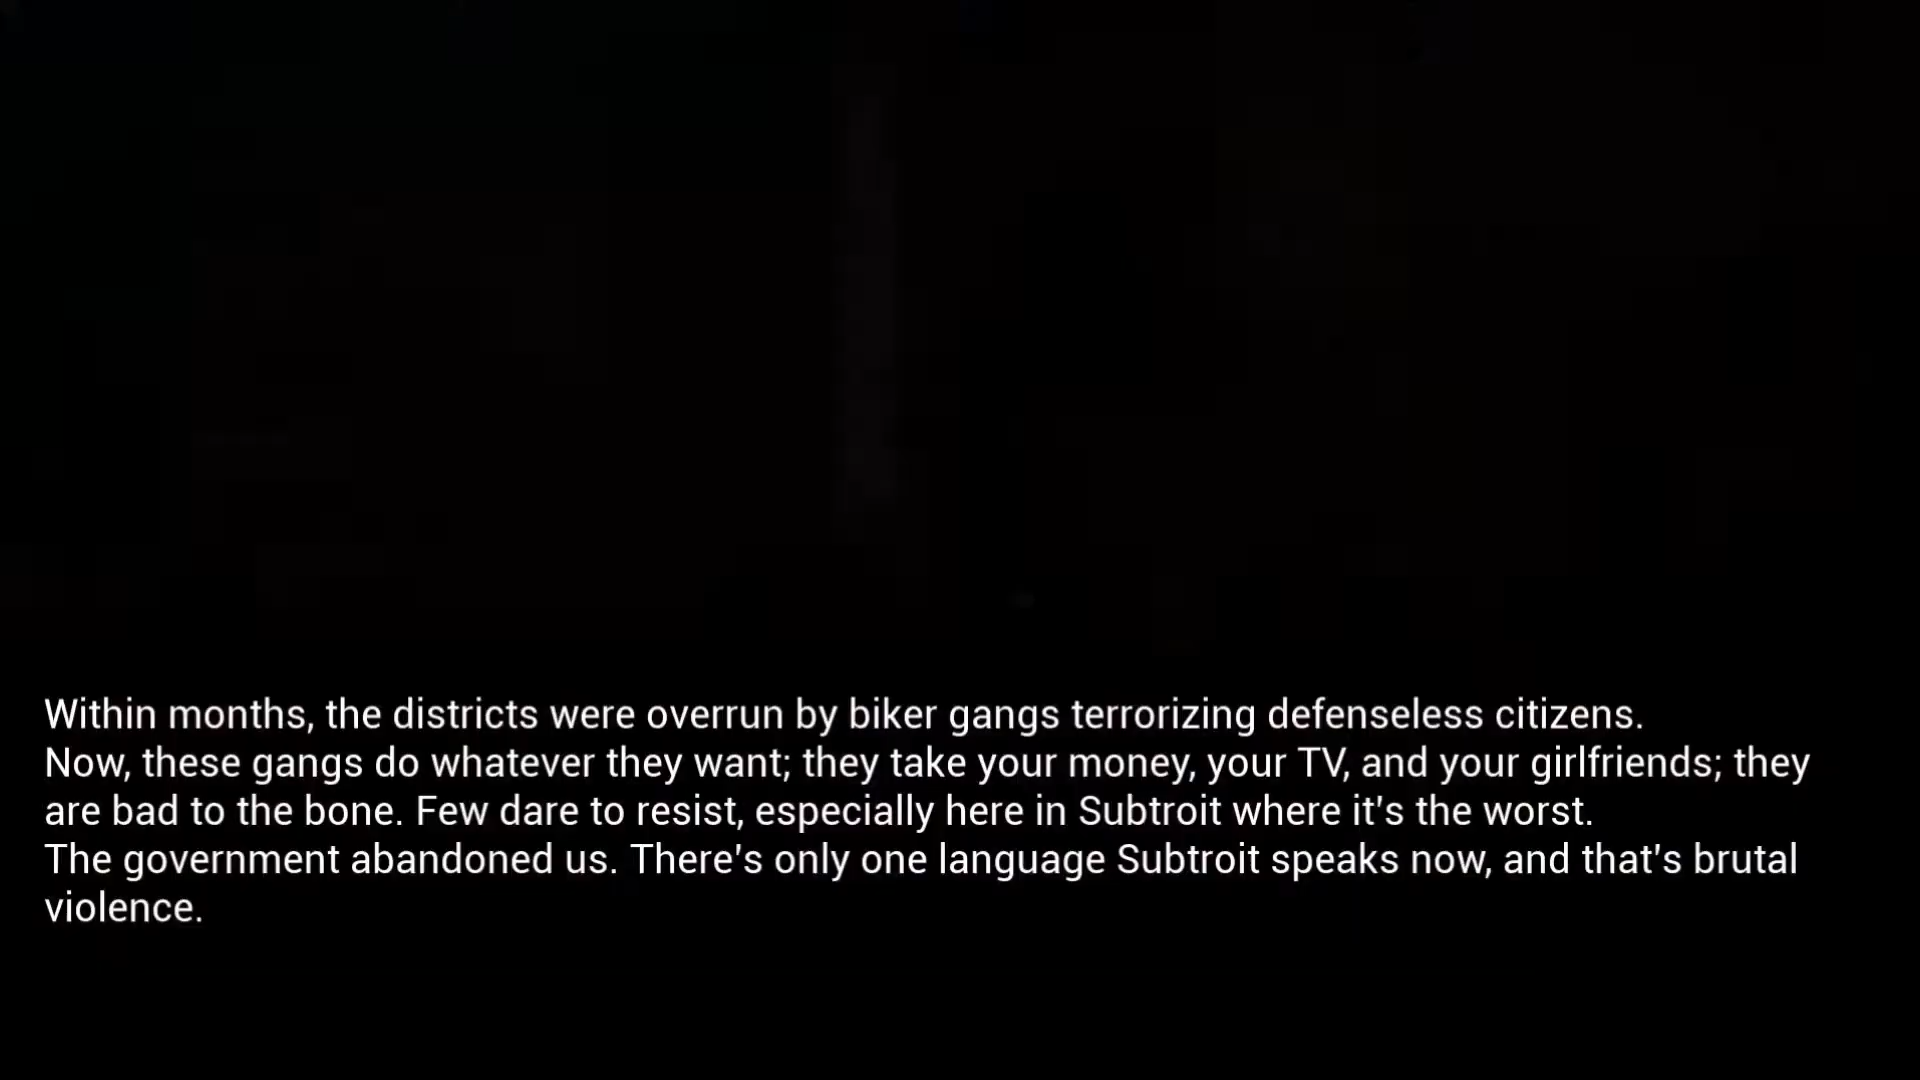 Within months, the districts were overrun by biker gangs terrorizing defenseless citizens.
Now, these gangs do whatever they want; they take your money, your TV, and your girlfriends; they
are bad to the bone. Few dare to resist, especially here in Subtroit where it's the worst.
The government abandoned us. There's only one language Subtroit speaks now, and that's brutal
violence.